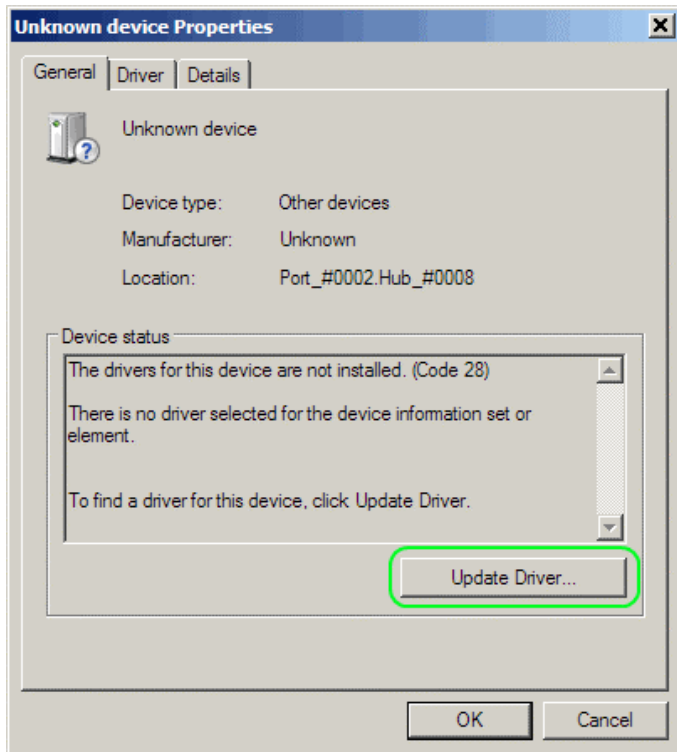 Unknown device Properties
General Driver Details
Unknown device
Device type: Other devices
Manufacturer: Unknown
Location: Port_#0002.Hub_#0008
Device status
The drivers for this device are not installed. (Code 28)
There is no driver selected for the device information set or
element.
To find a driver for this device, click Update Driver.
Update Driver...
OK Cancel